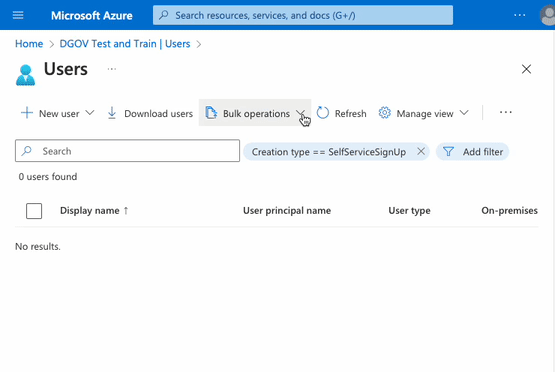 Microsoft Azure
Search resources, services, and docs (G+/)
Home > DGOV Test and Train | Users >
Users
New user
Download users
Bulk operations
Refresh
Manage view
Search
Creation type == SelfServiceSignUp
Add filter
0 users found
Display name ↑
User principal name
User type
On-premises
No results.